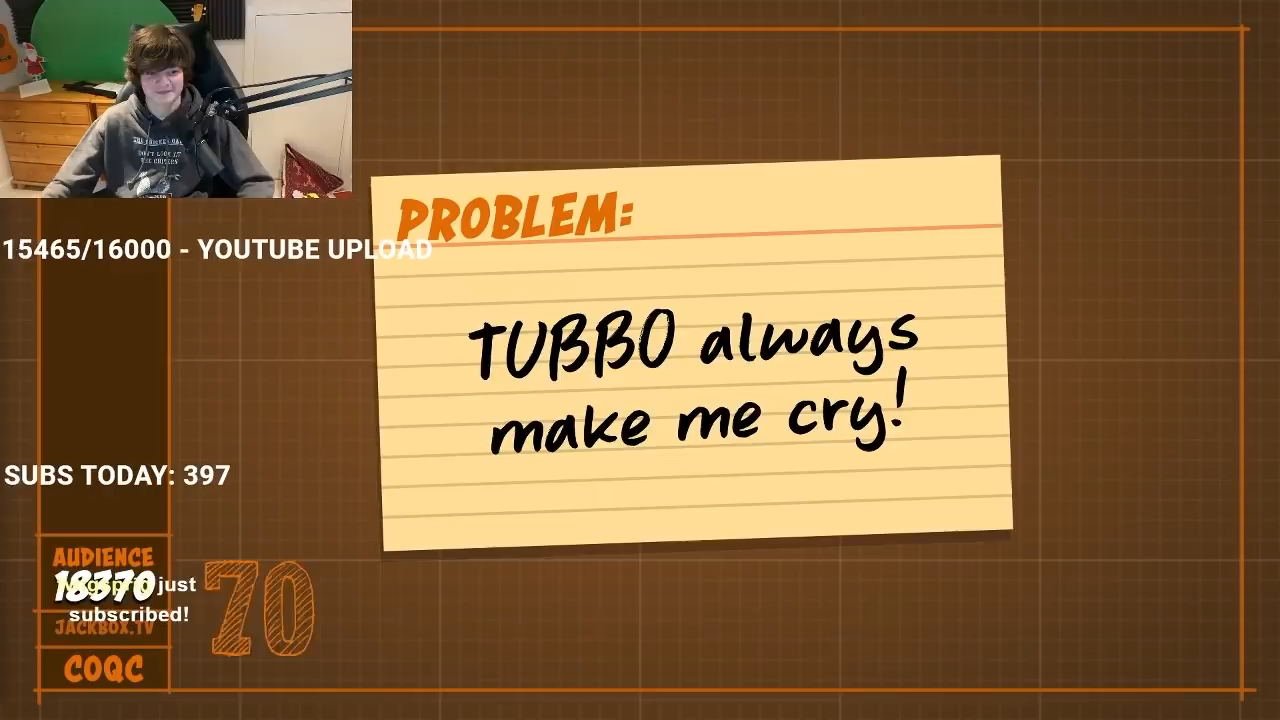 PROBLEM:
15465/16000 - YOUTUBE UPLOAD
TUBBO always
make me cry!
SUBS TODAY: 397
AUDIENCE
18370
just
subscribed!
JACKBOX.TV
COQC
70